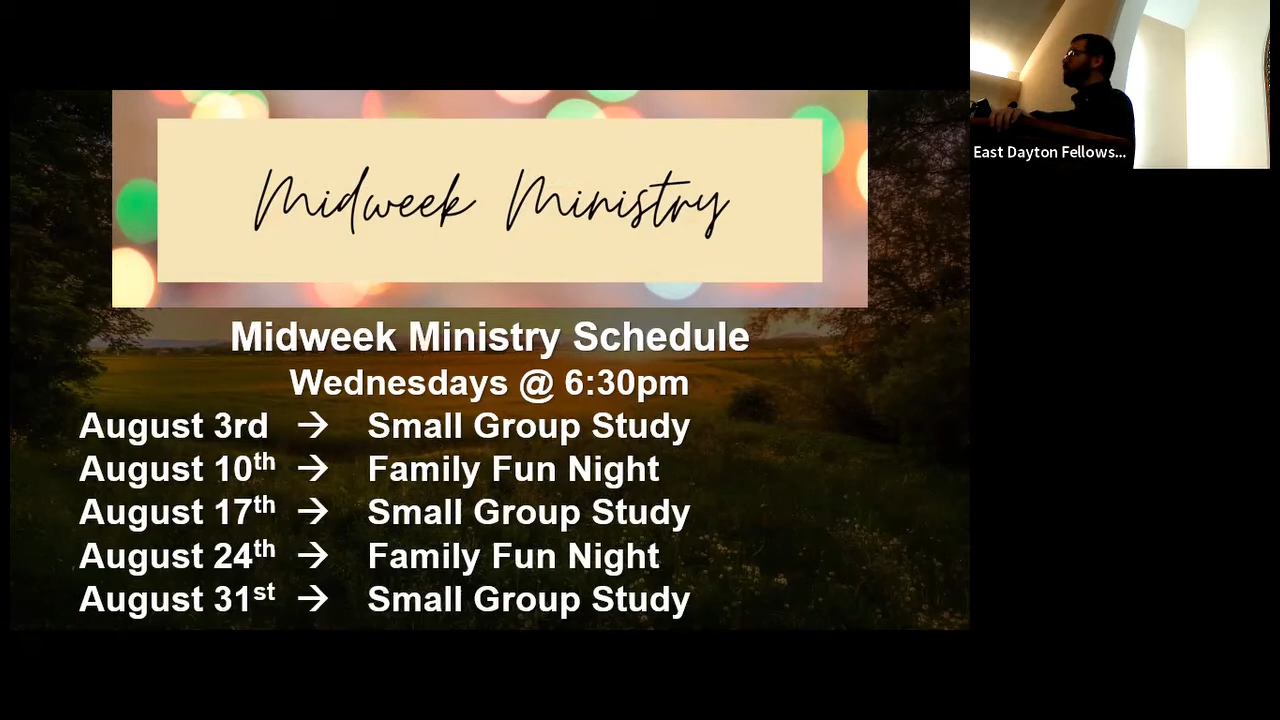 Midweek Ministry
East Dayton Fellows...
Midweek Ministry Schedule
Wednesdays @ 6:30pm
August 3rd → Small Group Study
August 10th → Family Fun Night
August 17th → Small Group Study
August 24th → Family Fun Night
August 31st → Small Group Study